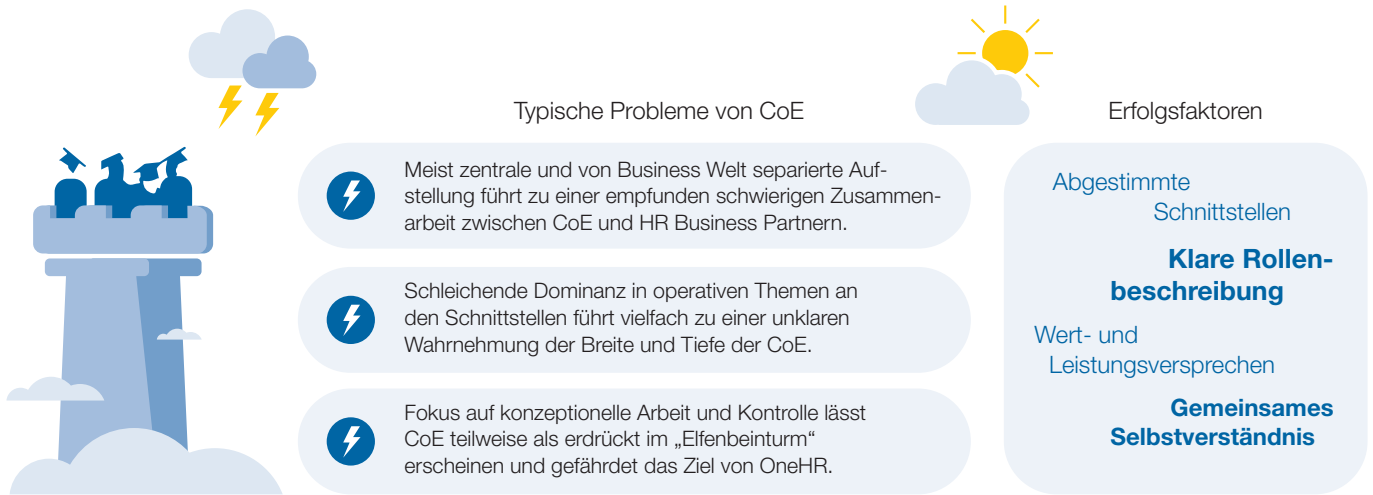 Typische Probleme von CoE
Meist zentrale und von Business Welt separierte Auf-
stellung führt zu einer empfunden schwierigen Zusammen-
arbeit zwischen CoE und HR Business Partnern.
Schleichende Dominanz in operativen Themen an
den Schnittstellen führt vielfach zu einer unklaren
Wahrnehmung der Breite und Tiefe der CoE.
Fokus auf konzeptionelle Arbeit und Kontrolle lässt
CoE teilweise als erdrückt im „Elfenbeinturm“
erscheinen und gefährdet das Ziel von OneHR.
Erfolgsfaktoren
Abgestimmte
Schnittstellen
Klare Rollen-
beschreibung
Wert- und
Leistungsversprechen
Gemeinsames
Selbstverständnis